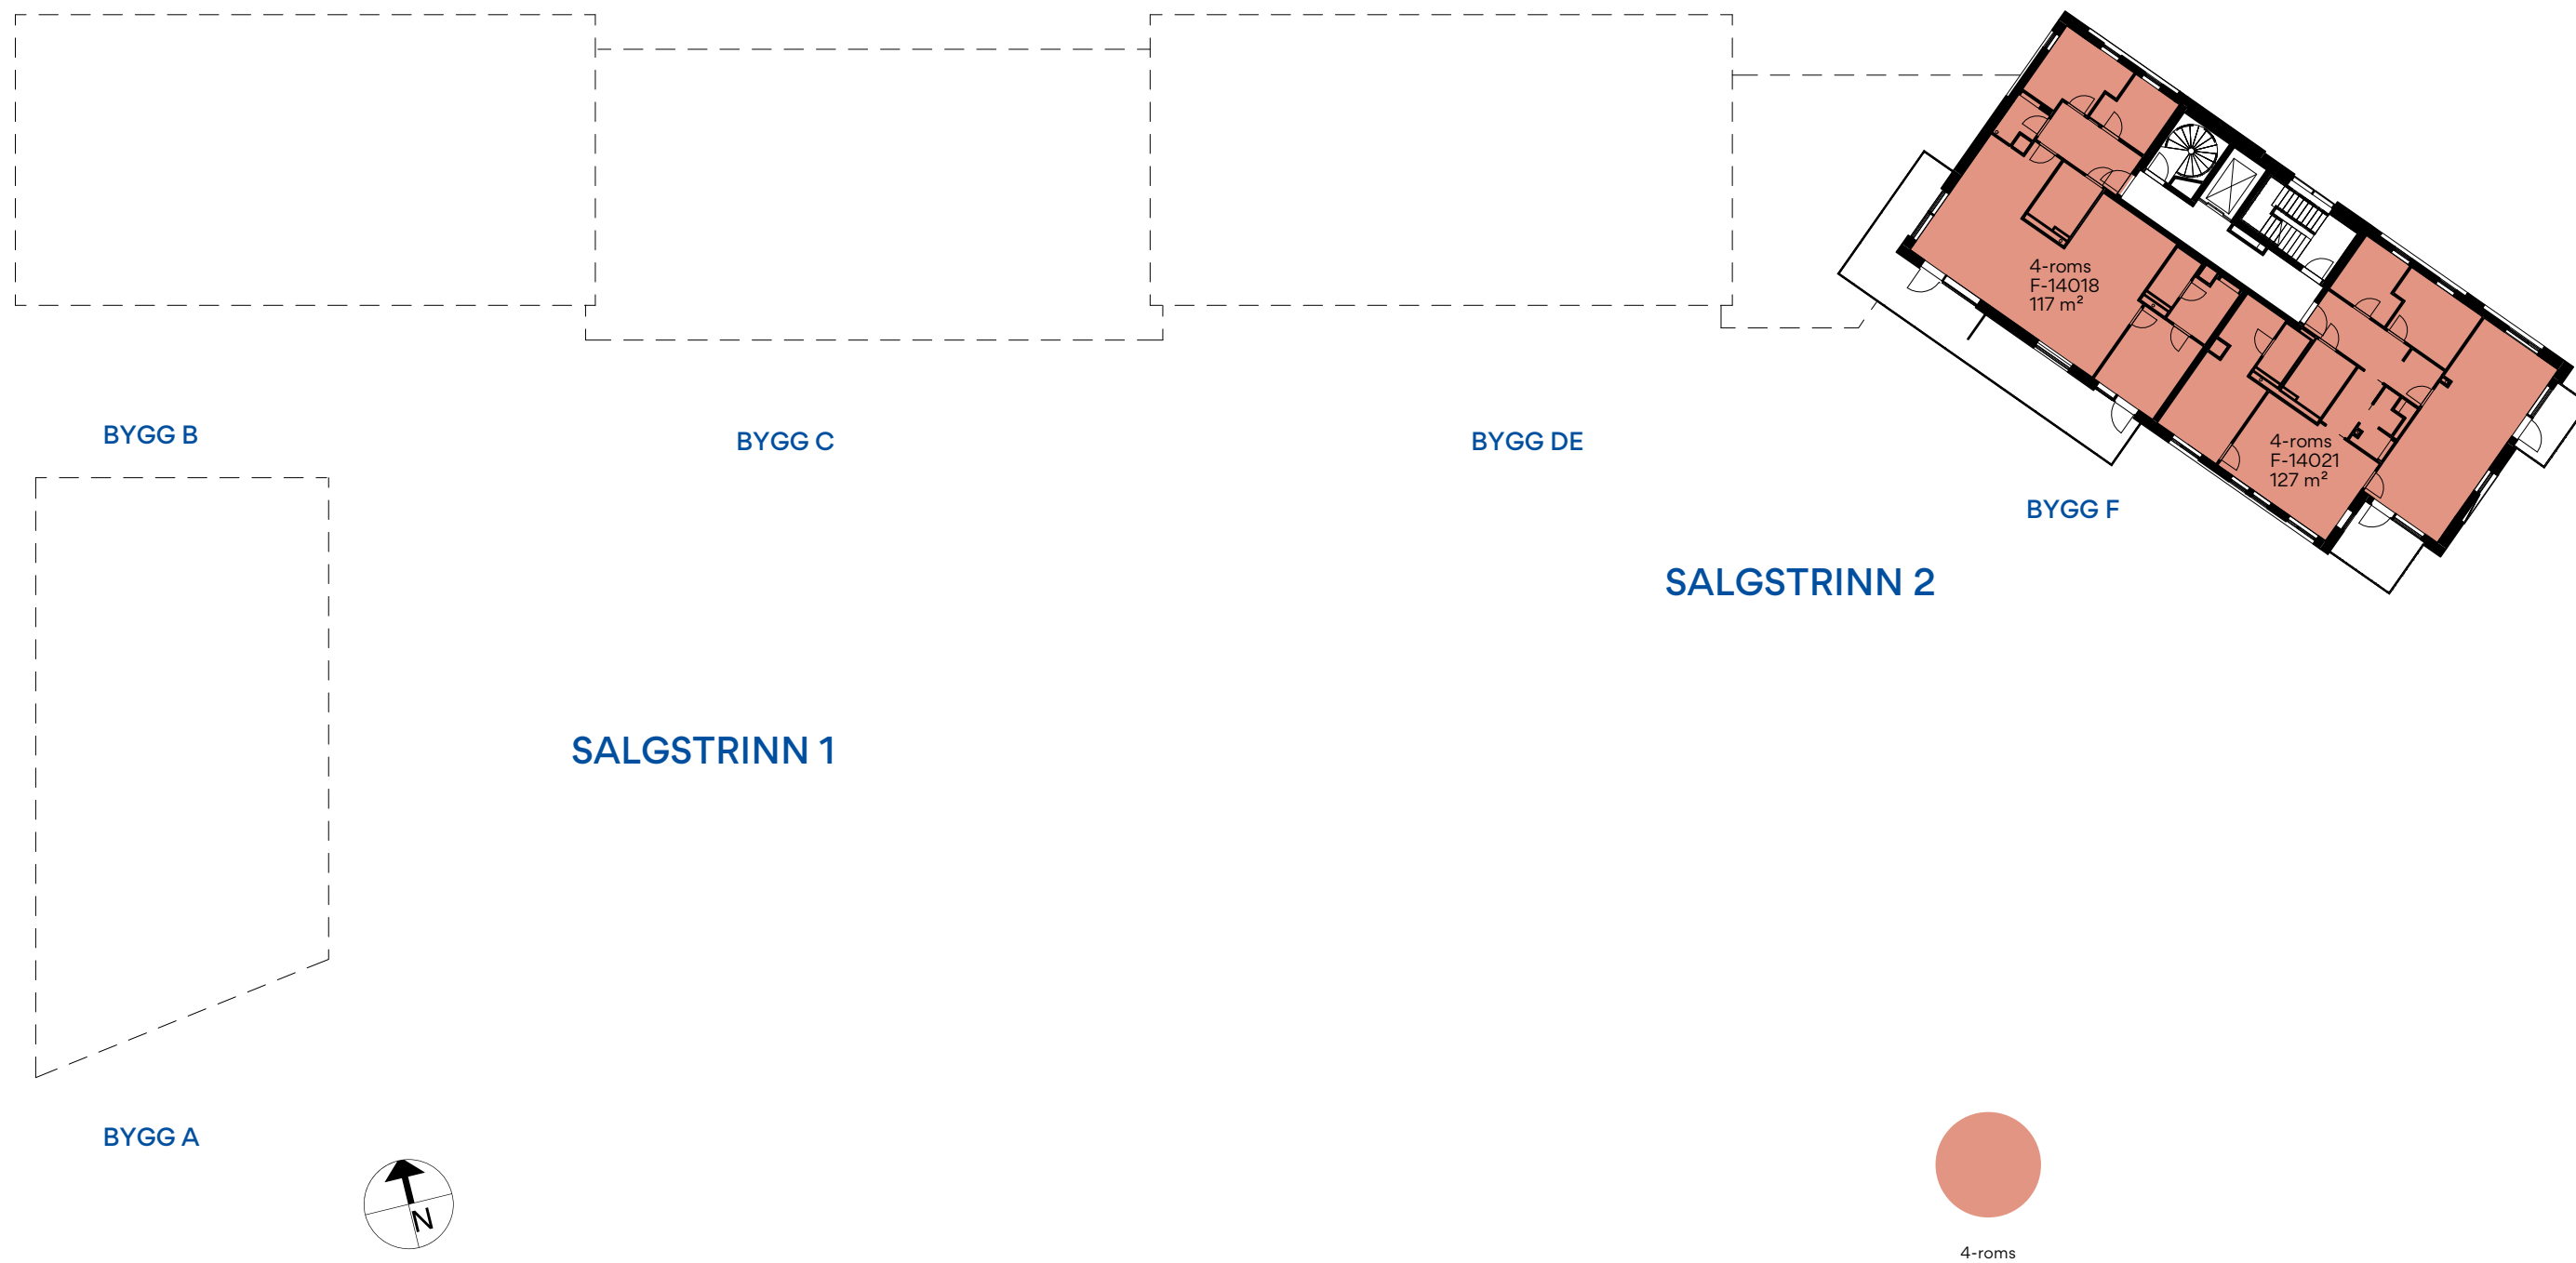 4-roms
F-14018
117 m²
4-roms
F-14021
127 m²
BYGG B
BYGG C
BYGG DE
BYGG F
SALGSTRINN 2
SALGSTRINN 1
BYGG A
N
4-roms